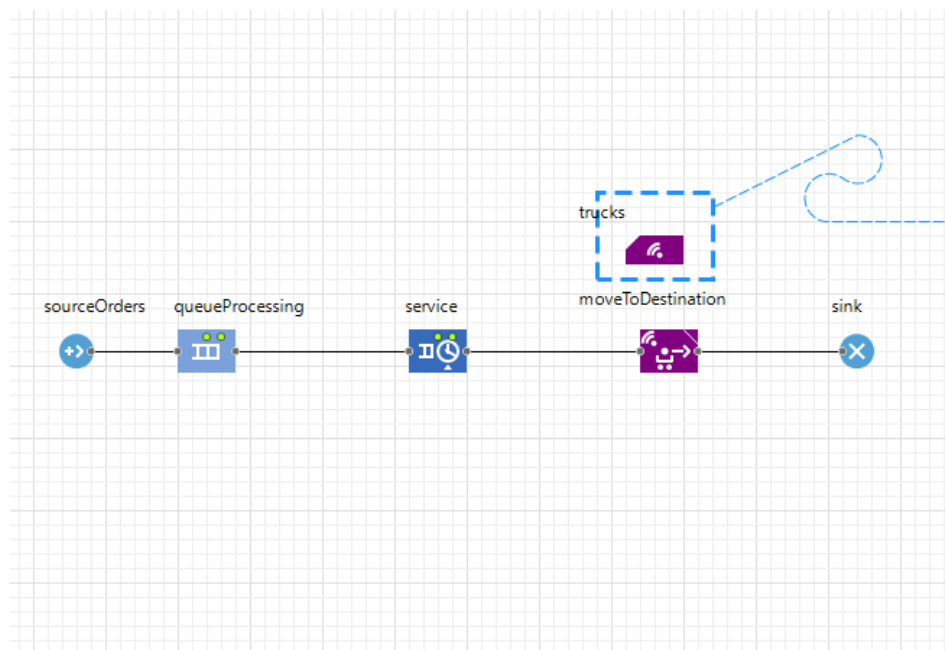 trucks
moveToDestination
sourceOrders
queueProcessing
service
sink